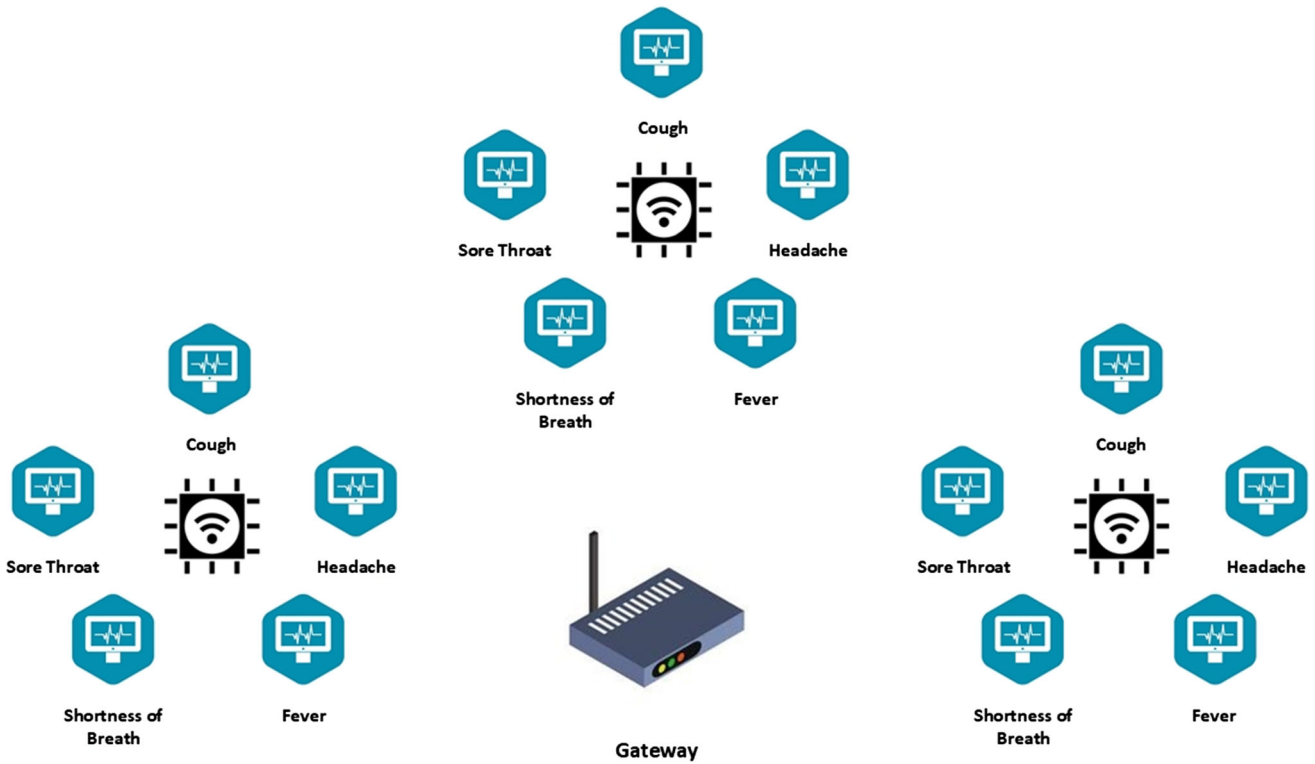 Cough
Sore Throat
Headache
Shortness of
Breath
Fever
Cough
Sore Throat
Headache
Shortness of
Breath
Fever
Cough
Sore Throat
Headache
Shortness of
Breath
Fever
Gateway